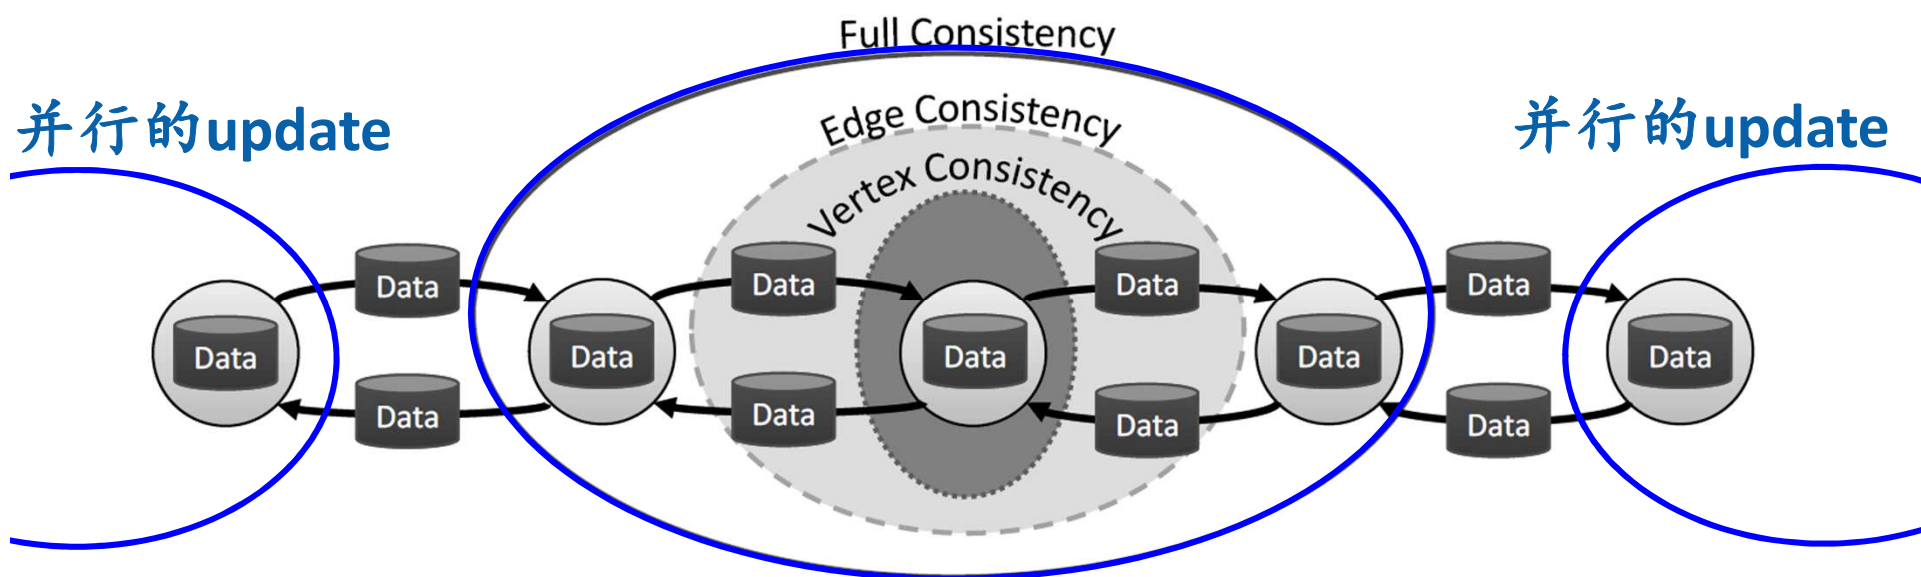 Full Consistency
并行的update
Edge Consistency
并行的update
Vertex Consistency
Data
Data
Data
Data
Data
Data
Data
Data
Data
Data
Data
Data
Data